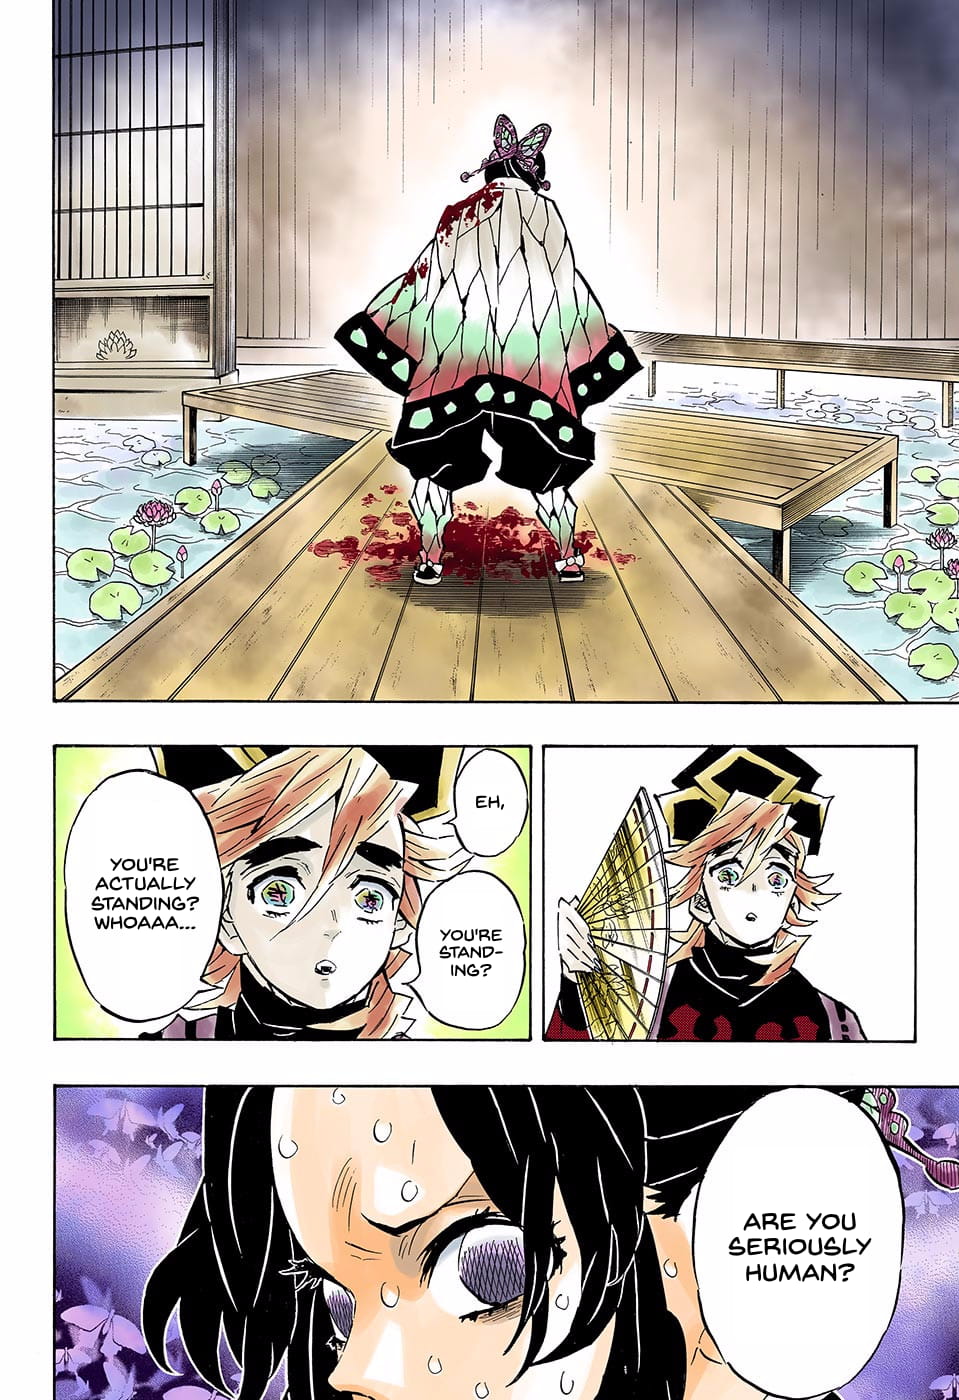 EH,
YOU'RE
STAND-
ING?
YOU'RE
ACTUALLY
STANDING?
WHOAAA...
ARE YOU
SERIOUSLY
HUMAN?